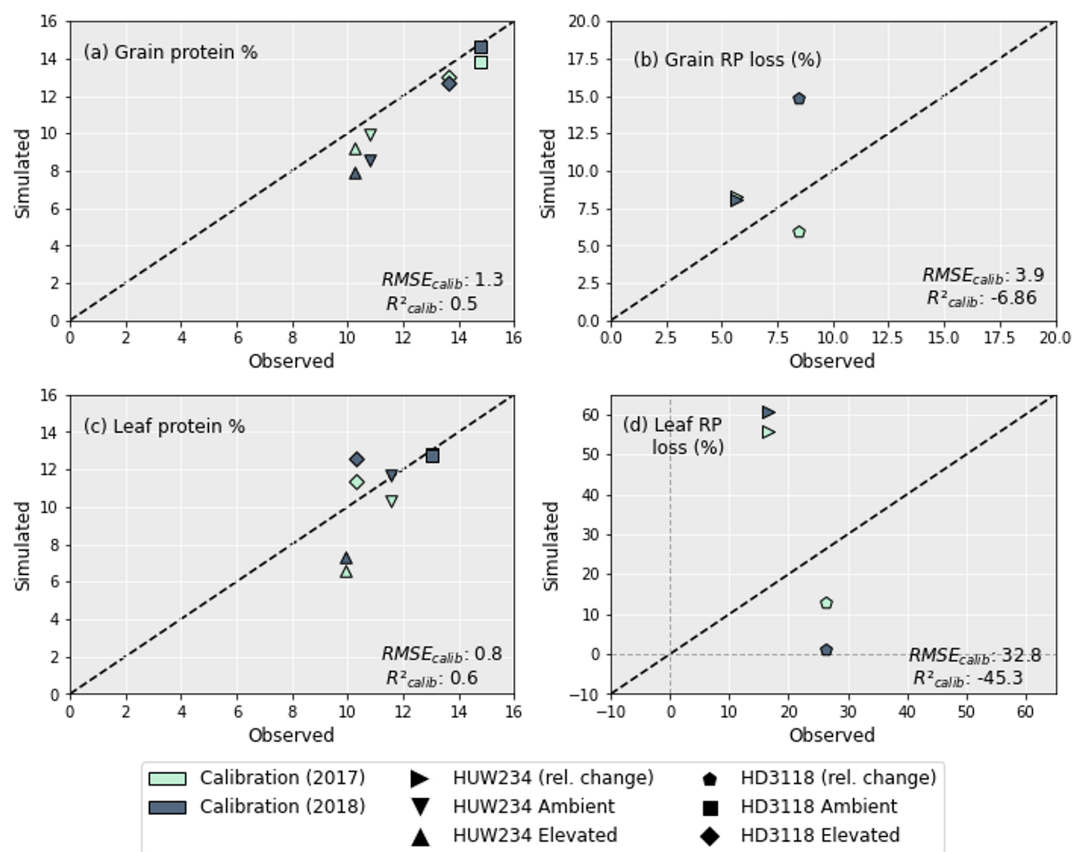 (a) Grain protein %
16
14
12
10
8
6
4
2
0
Simulated
RMSE_calib: 1.3
R²_calib: 0.5
0 2 4 6 8 10 12 14 16
Observed
(b) Grain RP loss (%)
20.0
17.5
15.0
12.5
10.0
7.5
5.0
2.5
0.0
Simulated
RMSE_calib: 3.9
R²_calib: -6.86
0.0 2.5 5.0 7.5 10.0 12.5 15.0 17.5 20.0
Observed
(c) Leaf protein %
16
14
12
10
8
6
4
2
0
Simulated
RMSE_calib: 0.8
R²_calib: 0.6
0 2 4 6 8 10 12 14 16
Observed
(d) Leaf RP
loss (%)
60
50
40
30
20
10
0
−10
Simulated
RMSE_calib: 32.8
R²_calib: -45.3
−10 0 10 20 30 40 50 60
Observed
Calibration (2017)
Calibration (2018)
HUW234 (rel. change)
HUW234 Ambient
HUW234 Elevated
HD3118 (rel. change)
HD3118 Ambient
HD3118 Elevated